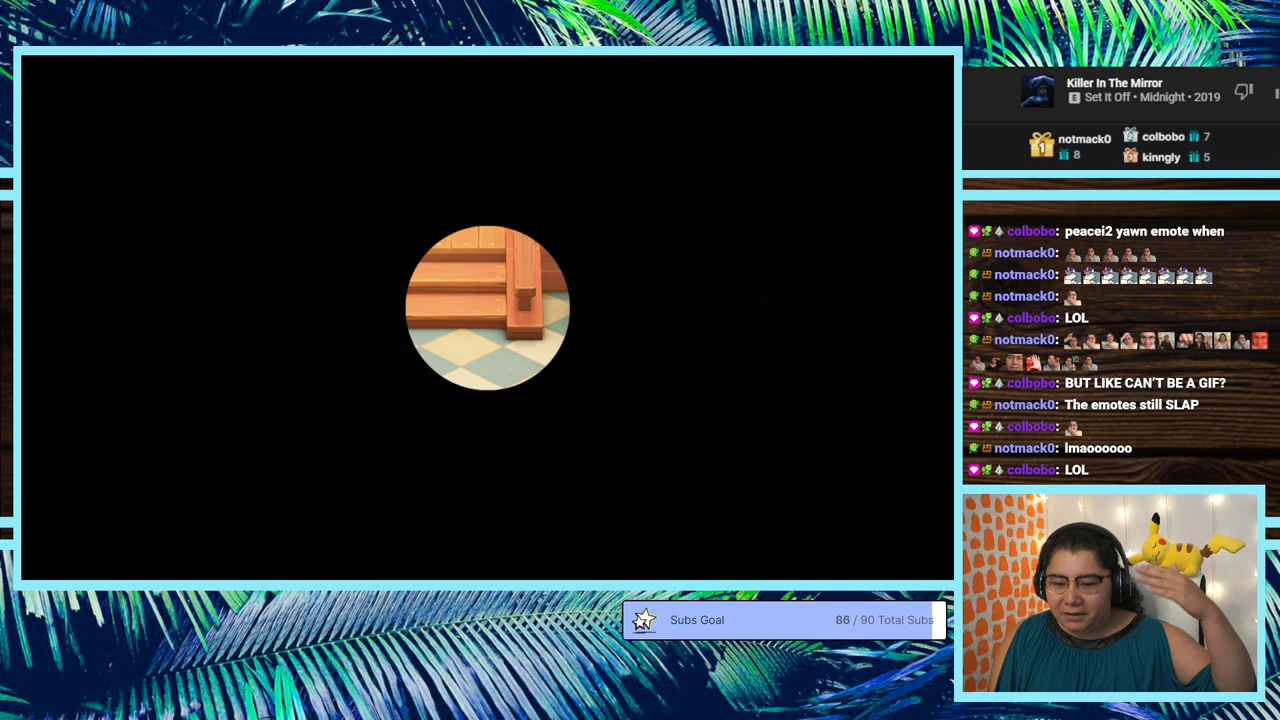 Killer In The Mirror
E Set It Off • Midnight • 2019
notmack0
8
colbobo 7
kinngly 5
1
colbobo: peacei2 yawn emote when
notmack0:
notmack0:
notmack0:
colbobo: LOL
notmack0:
colbobo: BUT LIKE CAN'T BE A GIF?
notmack0: The emotes still SLAP
colbobo:
notmack0: lmaoooooo
colbobo: LOL
Subs Goal 86 / 90 Total Subs